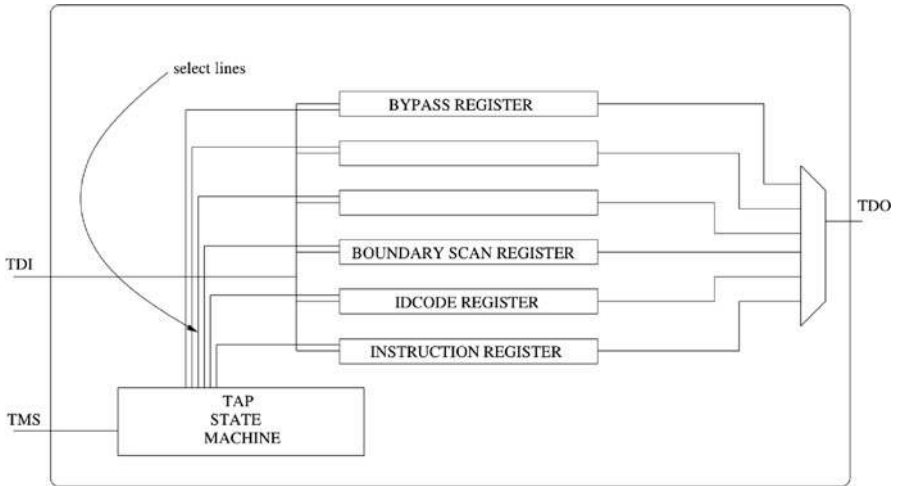 select lines
BYPASS REGISTER
TDO
BOUNDARY SCAN REGISTER
TDI
IDCODE REGISTER
INSTRUCTION REGISTER
TAP
STATE
MACHINE
TMS